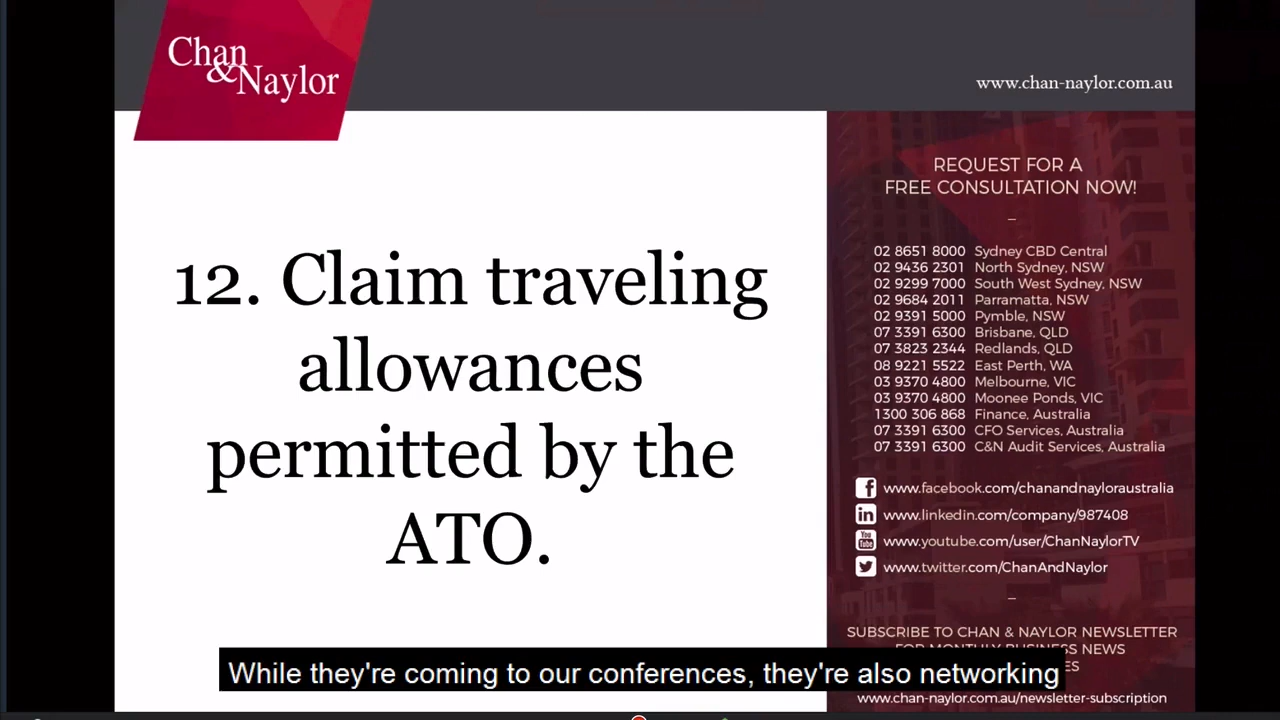 Chan
& Naylor
www.chan-naylor.com.au
12. Claim traveling
allowances
permitted by the
ATO.
REQUEST FOR A
FREE CONSULTATION NOW!
02 8651 8000 Sydney CBD Central
02 9436 2301 North Sydney, NSW
02 9299 7000 South West Sydney, NSW
02 9684 2011 Parramatta, NSW
02 9391 5000 Pymble, NSW
07 3391 6300 Brisbane, QLD
07 3823 2344 Redlands, QLD
08 9221 5522 East Perth, WA
03 9370 4800 Melbourne, VIC
03 9370 4800 Moonee Ponds, VIC
1300 306 868 Finance, Australia
07 3391 6300 CFO Services, Australia
07 3391 6300 C&N Audit Services, Australia
f www.facebook.com/chanandnayloraustralia
in www.linkedin.com/company/987408
You Tube www.youtube.com/user/ChanNaylorTV
www.twitter.com/ChanAndNaylor
SUBSCRIBE TO CHAN & NAYLOR NEWSLETTER
FOR MONTHLY BUSINESS NEWS
www.chan-naylor.com.au/newsletter-subscription
While they're coming to our conferences, they're also networking